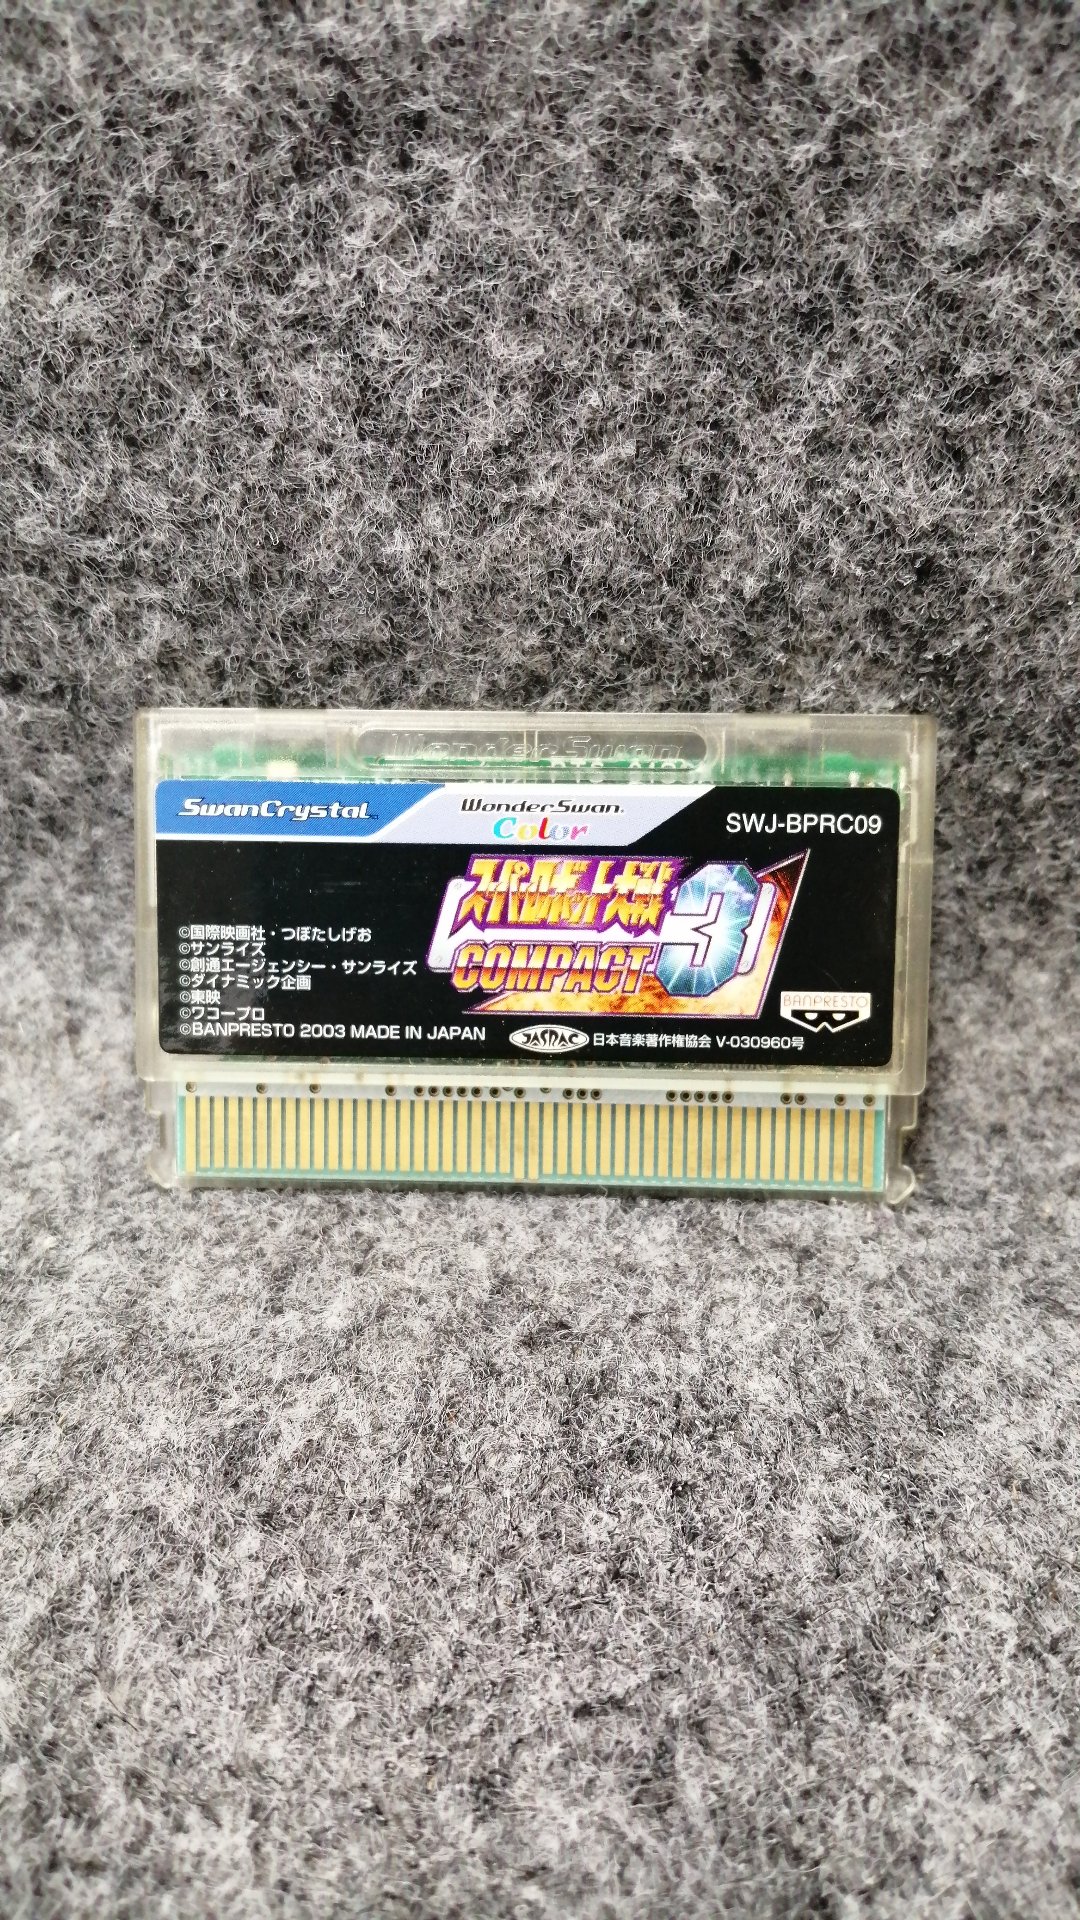 WonderSwan
SwanCrystal
WonderSwan
Color
SWJ-BPRC09
スーパーロボット大戦
COMPACT 3
©国際映画社・つぼたしげお
©サンライズ
©創通エージェンシー・サンライズ
©ダイナミック企画
©東映
©ワコープロ
©BANPRESTO 2003 MADE IN JAPAN
JASRAC
日本音楽著作権協会 V-030960号
BANPRESTO